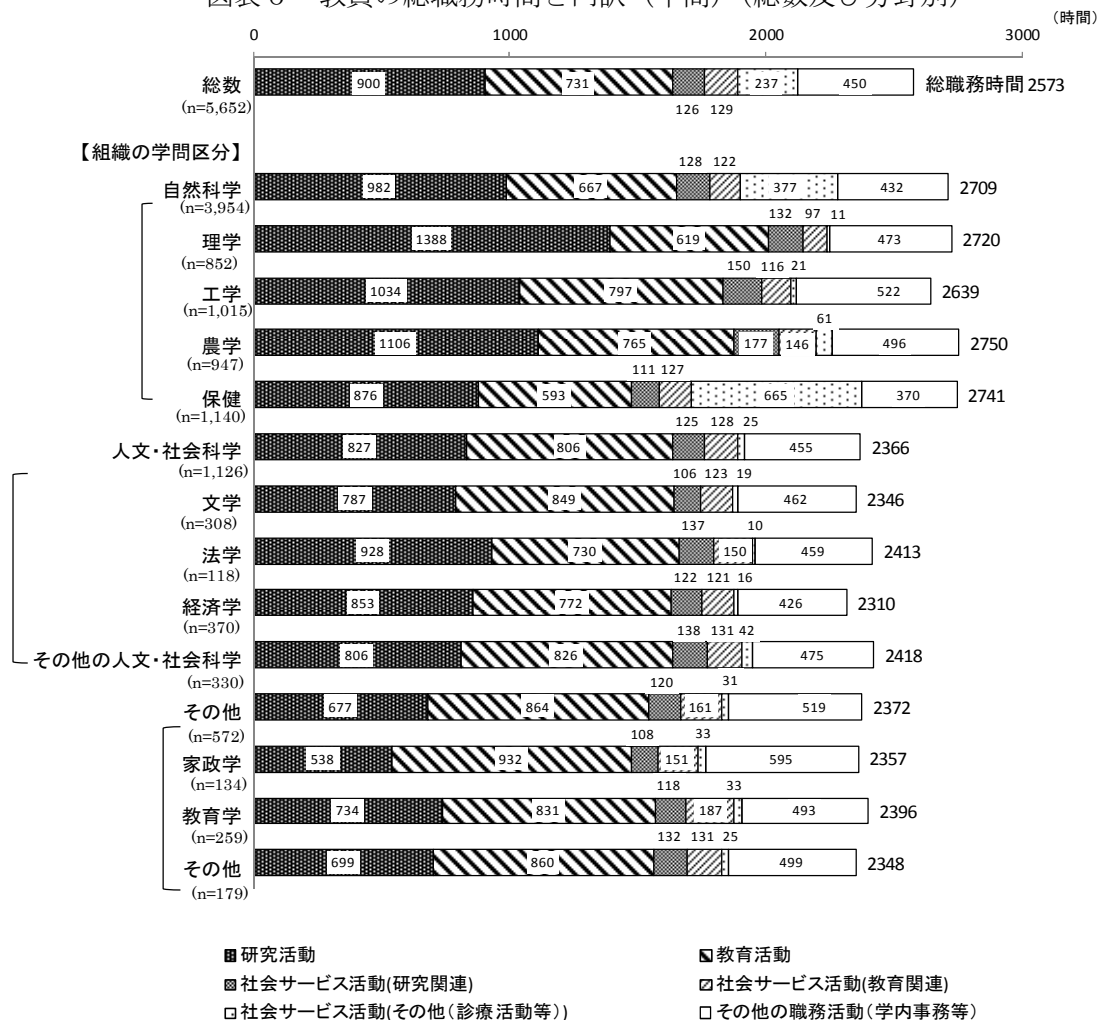 図表 6 教員の総職務時間と内訳（年間）（総数及び分野別）
（時間）
0 1000 2000 3000
総数 900 731 237 450 総職務時間 2573
(n=5,652) 126 129
【組織の学問区分】
128 122
自然科学 982 667 377 432 2709
(n=3,954)
132 97 11
理学 1388 619 473 2720
(n=852)
150 116 21
工学 1034 797 522 2639
(n=1,015)
61
農学 1106 765 177 146 496 2750
(n=947)
111 127
保健 876 593 665 370 2741
(n=1,140)
125 128 25
人文・社会科学 827 806 455 2366
(n=1,126)
106 123 19
文学 787 849 462 2346
(n=308)
137 10
法学 928 730 150 459 2413
(n=118)
122 121 16
経済学 853 772 426 2310
(n=370)
138 131 42
その他の人文・社会科学 806 826 475 2418
(n=330)
120 31
その他 677 864 161 519 2372
(n=572)
108 33
家政学 538 932 151 595 2357
(n=134)
118 33
教育学 734 831 187 493 2396
(n=259)
132 131 25
その他 699 860 499 2348
(n=179)
研究活動 教育活動
社会サービス活動(研究関連) 社会サービス活動(教育関連)
社会サービス活動(その他（診療活動等）) その他の職務活動（学内事務等）